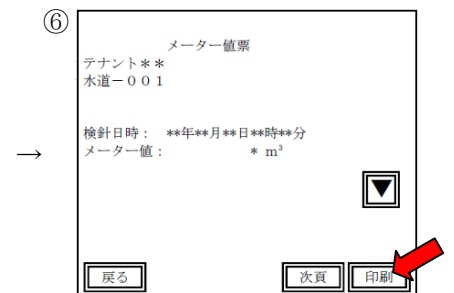 ⑥
メーター値票
テナント＊＊
水道－００１
検針日時： **年**月**日**時**分
メーター値： * m³
▼
戻る 次頁 印刷
→